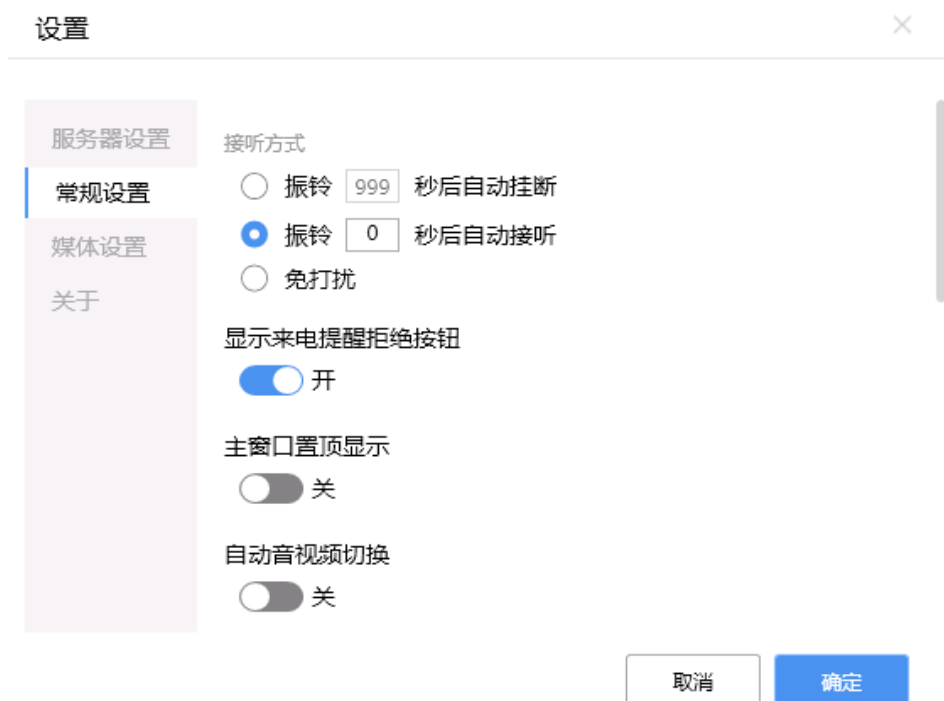 设置
服务器设置
常规设置
媒体设置
关于
接听方式
振铃 999 秒后自动挂断
振铃 0 秒后自动接听
免打扰
显示来电提醒拒绝按钮
开
主窗口置顶显示
关
自动音视频切换
关
取消
确定